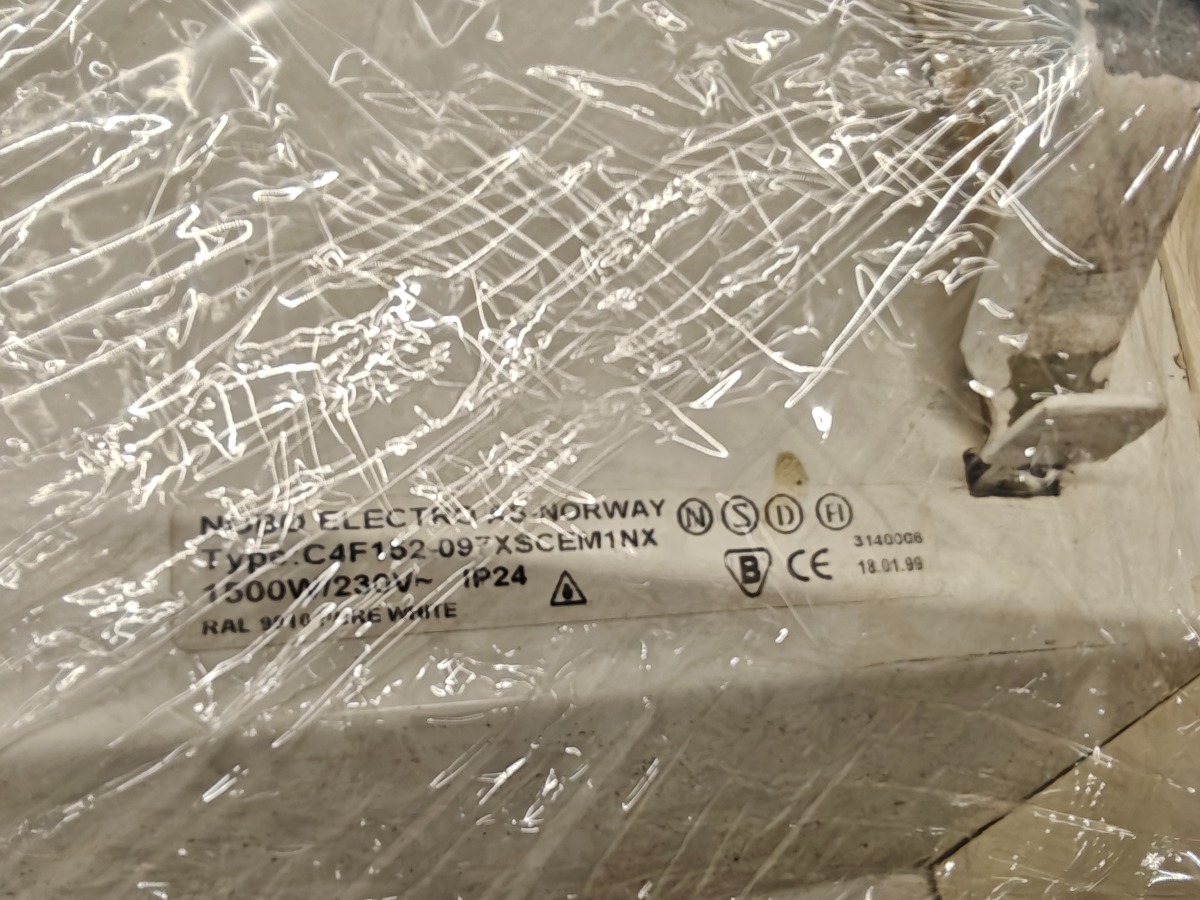 NOBO ELECTRO AS-NORWAY N S D FI
Type:C4F152-097XSCEM1NX
1500W/230V~ IP24
RAL 9010 PURE WHITE
B CE
3140006
18.01.99